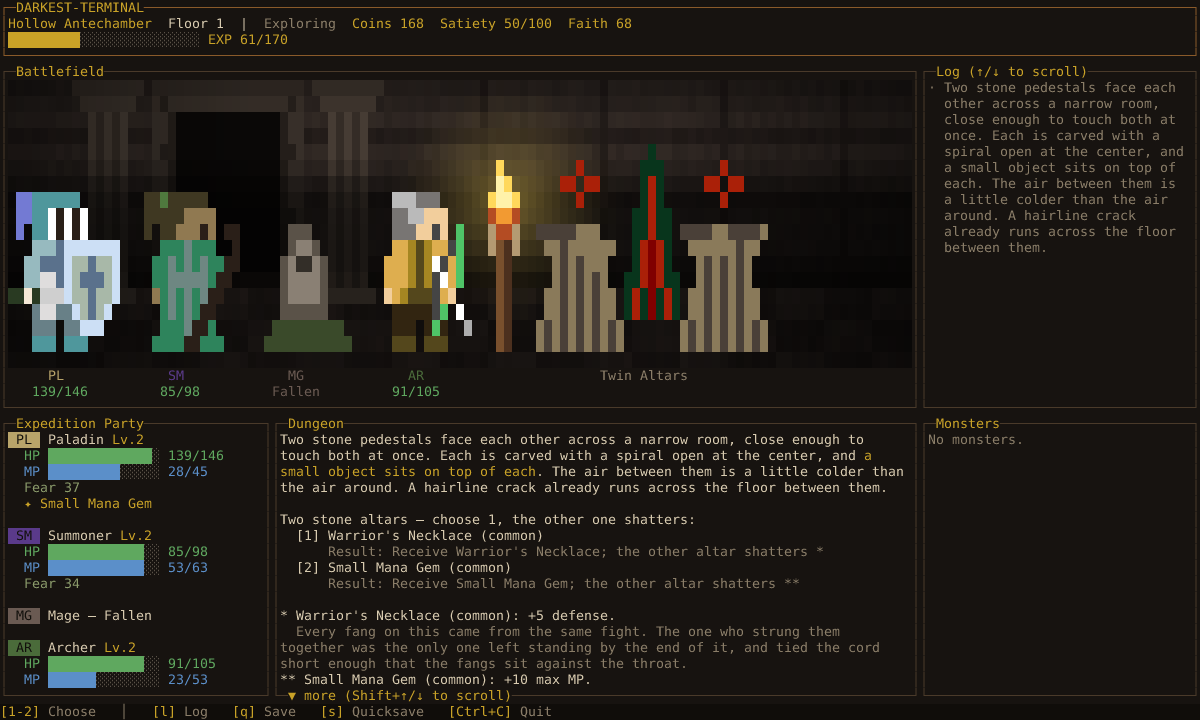 DARKEST-TERMINAL
Hollow Antechamber  Floor 1  |  Exploring  Coins 168  Satiety 50/100  Faith 68
EXP 61/170
Battlefield
PL SM MG AR Twin Altars
139/146 85/98 Fallen 91/105
Log (↑/↓ to scroll)
· Two stone pedestals face each
other across a narrow room,
close enough to touch both at
once. Each is carved with a
spiral open at the center, and
a small object sits on top of
each. The air between them is
a little colder than the air
around. A hairline crack
already runs across the floor
between them.
Expedition Party
PL Paladin Lv.2
HP 139/146
MP 28/45
Fear 37
✦ Small Mana Gem
SM Summoner Lv.2
HP 85/98
MP 53/63
Fear 34
MG Mage — Fallen
AR Archer Lv.2
HP 91/105
MP 23/53
Dungeon
Two stone pedestals face each other across a narrow room, close enough to
touch both at once. Each is carved with a spiral open at the center, and a
small object sits on top of each. The air between them is a little colder than
the air around. A hairline crack already runs across the floor between them.
Two stone altars — choose 1, the other one shatters:
[1] Warrior's Necklace (common)
Result: Receive Warrior's Necklace; the other altar shatters *
[2] Small Mana Gem (common)
Result: Receive Small Mana Gem; the other altar shatters **
* Warrior's Necklace (common): +5 defense.
Every fang on this came from the same fight. The one who strung them
together was the only one left standing by the end of it, and tied the cord
short enough that the fangs sit against the throat.
** Small Mana Gem (common): +10 max MP.
▼ more (Shift+↑/↓ to scroll)
Monsters
No monsters.
[1-2] Choose │ [l] Log [q] Save [s] Quicksave [Ctrl+C] Quit